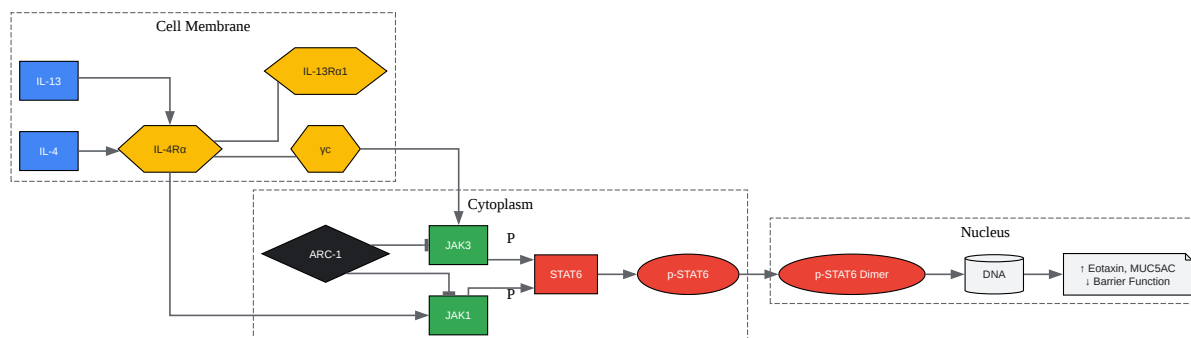 Cell Membrane
IL-13
IL-13Rα1
IL-4
IL-4Rα
γc
Cytoplasm
ARC-1
JAK3
P
STAT6
p-STAT6
P
JAK1
Nucleus
p-STAT6 Dimer
DNA
↑ Eotaxin, MUC5AC
↓ Barrier Function